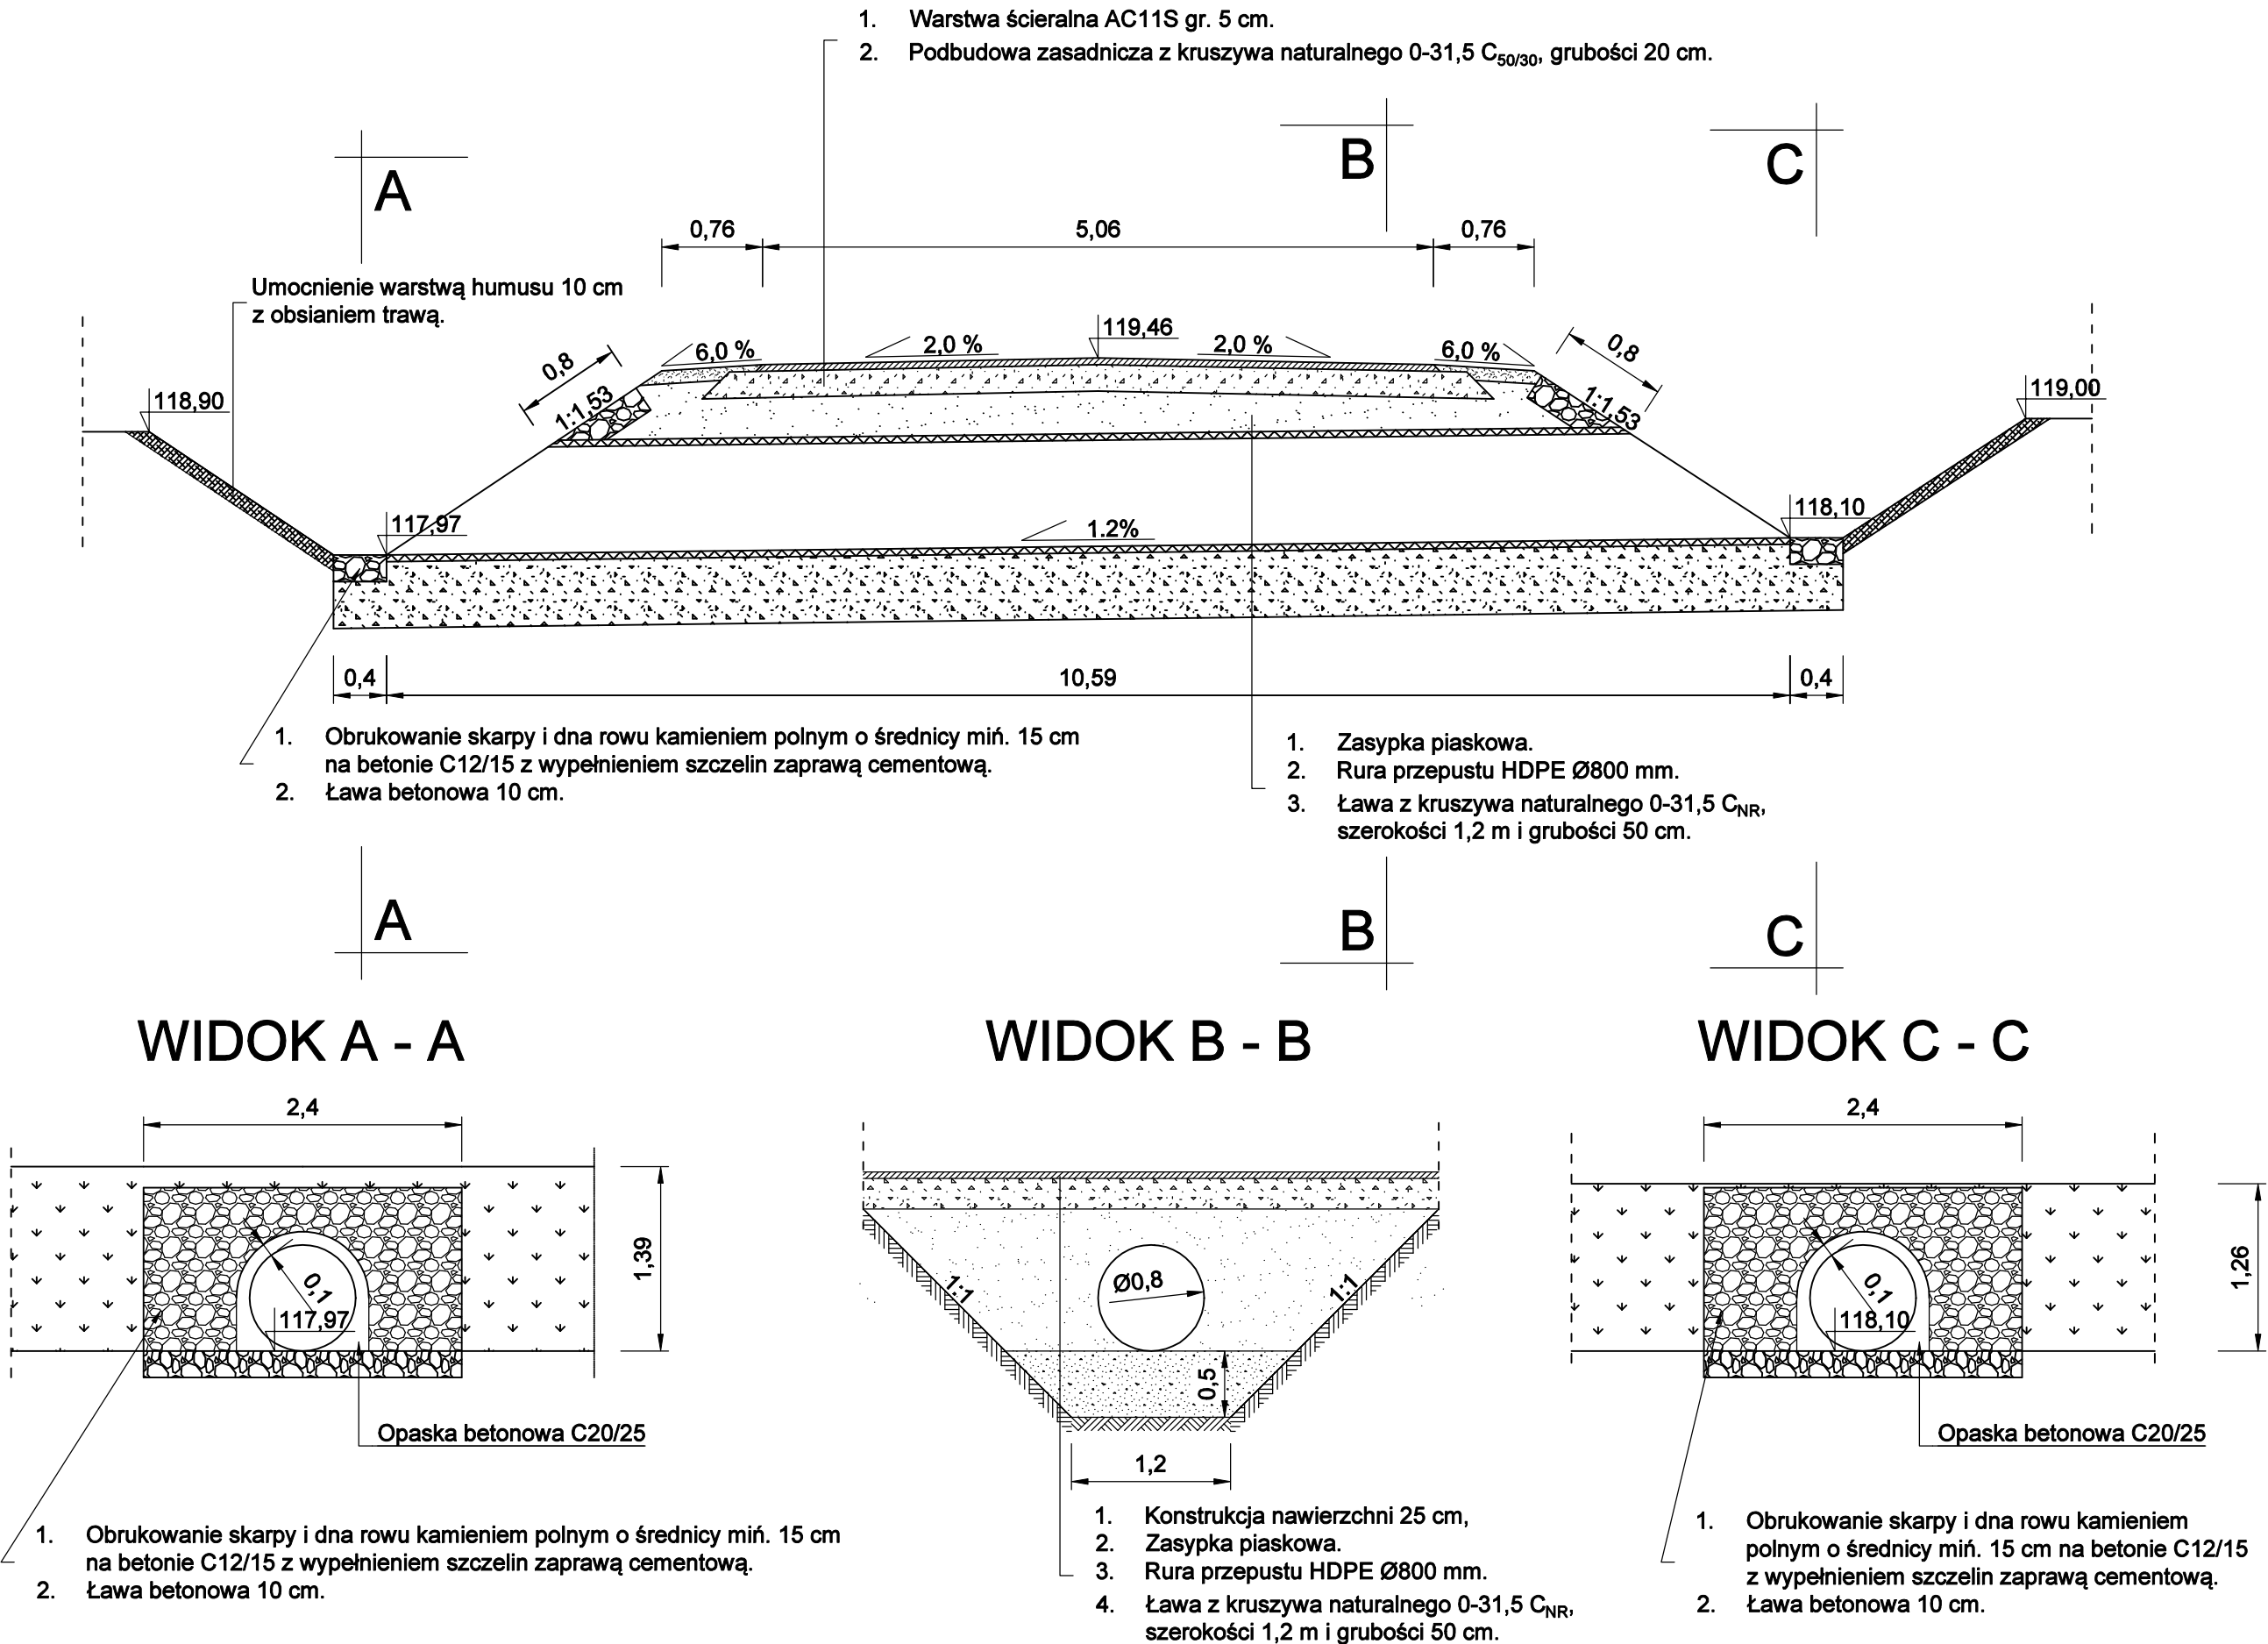 1. Warstwa ścieralna AC11S gr. 5 cm.
2. Podbudowa zasadnicza z kruszywa naturalnego 0-31,5 C50/30, grubości 20 cm.
A
B
C
0,76
5,06
0,76
Umocnienie warstwą humusu 10 cm
z obsianiem trawą.
118,90
0,8
1:1,53
6,0 %
2,0 %
119,46
2,0 %
6,0 %
0,8
1:1,53
119,00
117,97
1.2%
118,10
0,4
10,59
0,4
1. Obrukowanie skarpy i dna rowu kamieniem polnym o średnicy miń. 15 cm
na betonie C12/15 z wypełnieniem szczelin zaprawą cementową.
2. Ława betonowa 10 cm.
1. Zasypka piaskowa.
2. Rura przepustu HDPE Ø800 mm.
3. Ława z kruszywa naturalnego 0-31,5 CNR,
szerokości 1,2 m i grubości 50 cm.
A
B
C
WIDOK A - A
2,4
1,39
0,1
117,97
Opaska betonowa C20/25
1. Obrukowanie skarpy i dna rowu kamieniem polnym o średnicy miń. 15 cm
na betonie C12/15 z wypełnieniem szczelin zaprawą cementową.
2. Ława betonowa 10 cm.
WIDOK B - B
1:1
Ø0,8
1:1
0,5
1,2
1. Konstrukcja nawierzchni 25 cm,
2. Zasypka piaskowa.
3. Rura przepustu HDPE Ø800 mm.
4. Ława z kruszywa naturalnego 0-31,5 CNR,
szerokości 1,2 m i grubości 50 cm.
WIDOK C - C
2,4
1,26
0,1
118,10
Opaska betonowa C20/25
1. Obrukowanie skarpy i dna rowu kamieniem
polnym o średnicy miń. 15 cm na betonie C12/15
z wypełnieniem szczelin zaprawą cementową.
2. Ława betonowa 10 cm.